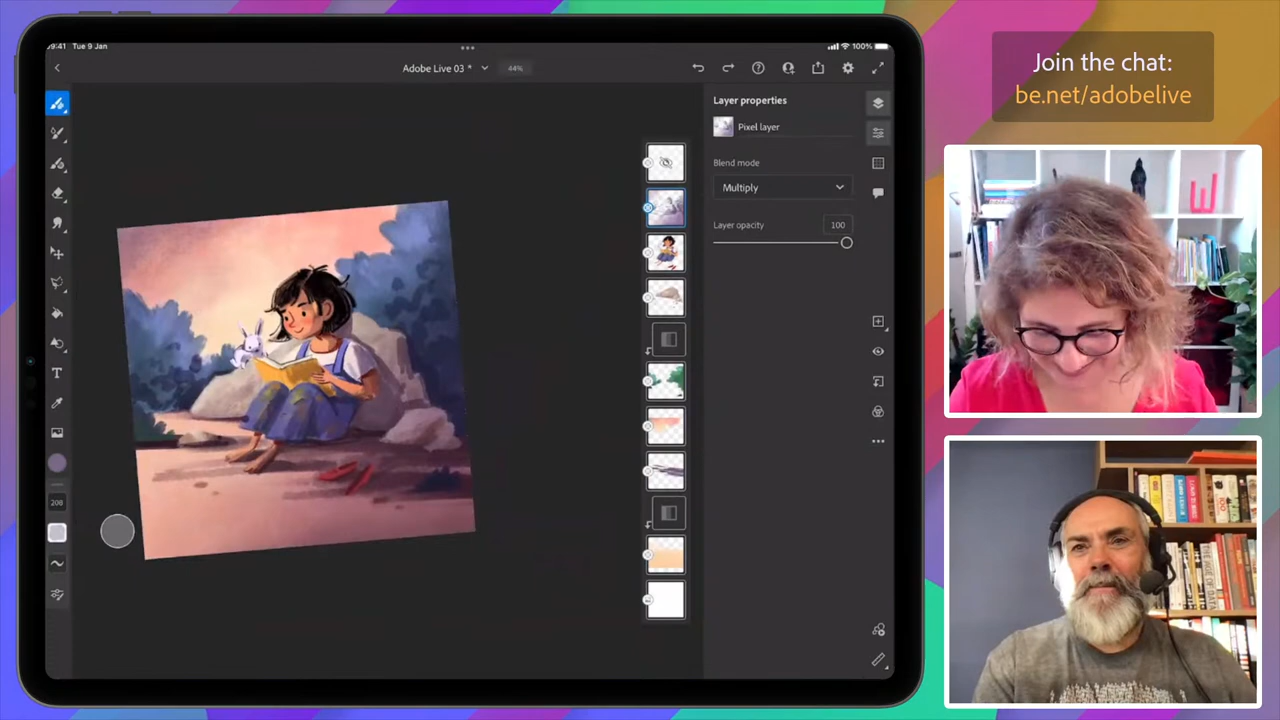 9:41 Tue 9 Jan
100%
Adobe Live 03 *
44%
Layer properties
Pixel layer
Blend mode
Multiply
Layer opacity
100
T
208
Join the chat:
be.net/adobelive